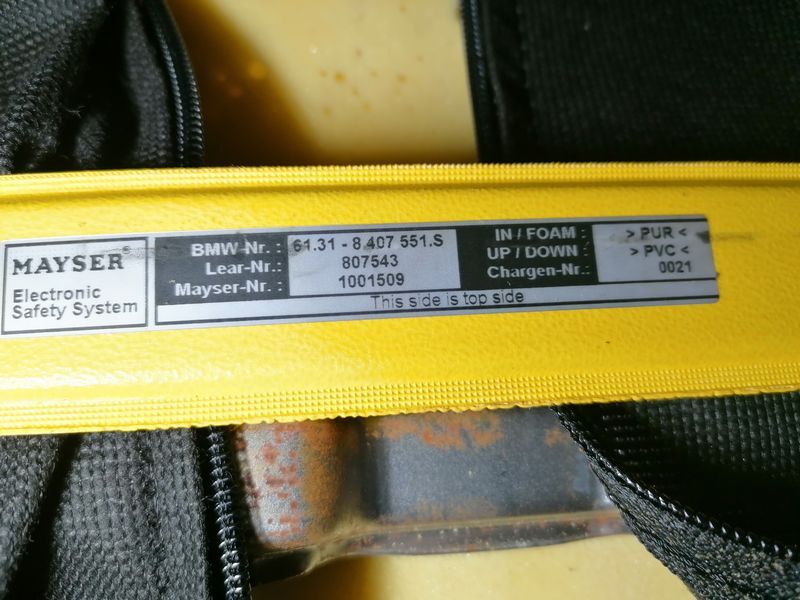 MAYSER®
Electronic
Safety System
BMW-Nr. : 61.31 - 8 407 551.S IN / FOAM : > PUR <
Lear-Nr.: 807543 UP / DOWN : > PVC <
Mayser-Nr. : 1001509 Chargen-Nr.: 0021
This side is top side